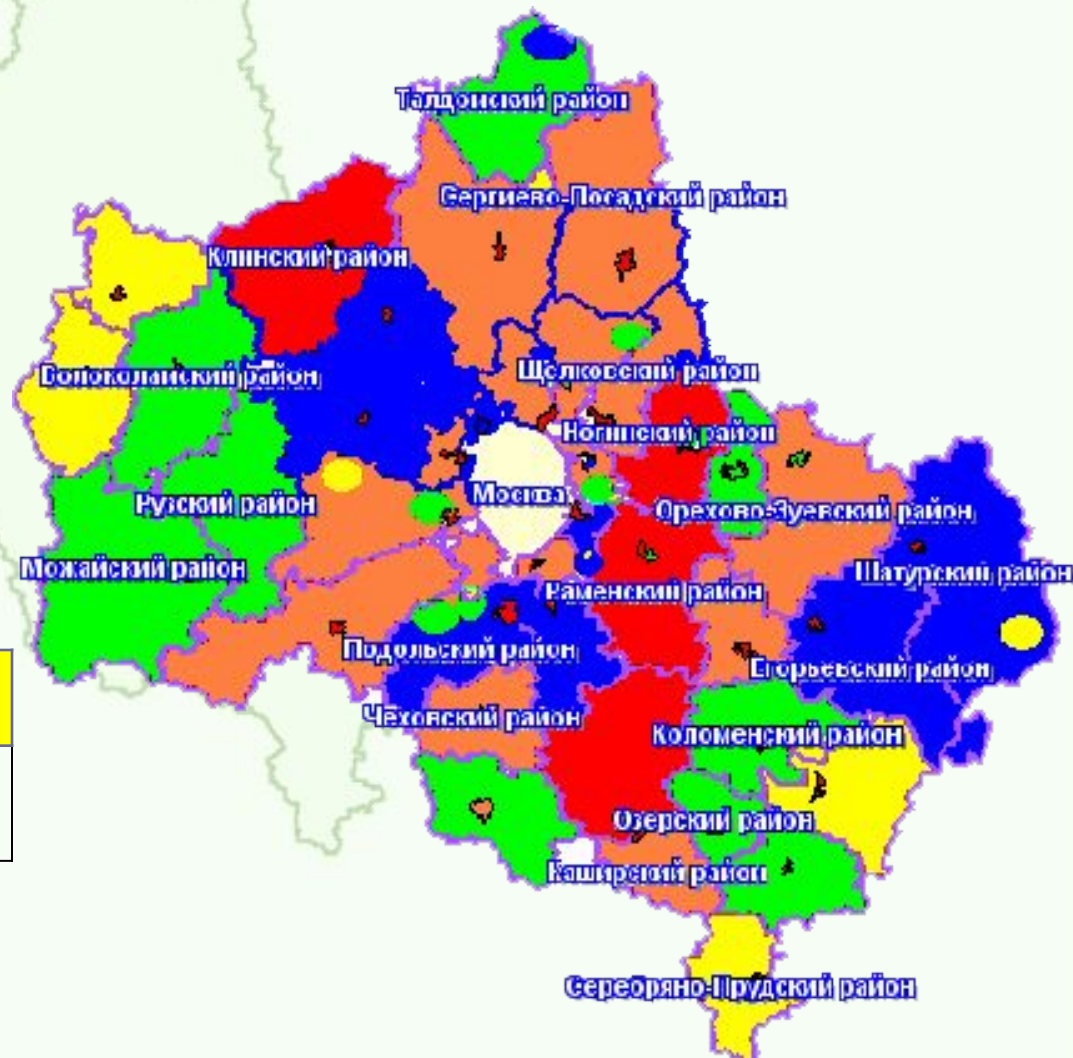 Талдомский район
Сергиево-Посадский район
Клинский район
Волоколамский район
Щёлковский район
Ногинский район
Москва
Рузский район
Орехово-Зуевский район
Можайский район
Шатурский район
Раменский район
Подольский район
Егорьевский район
Чеховский район
Коломенский район
Озерский район
Каширский район
Серебряно-Прудский район